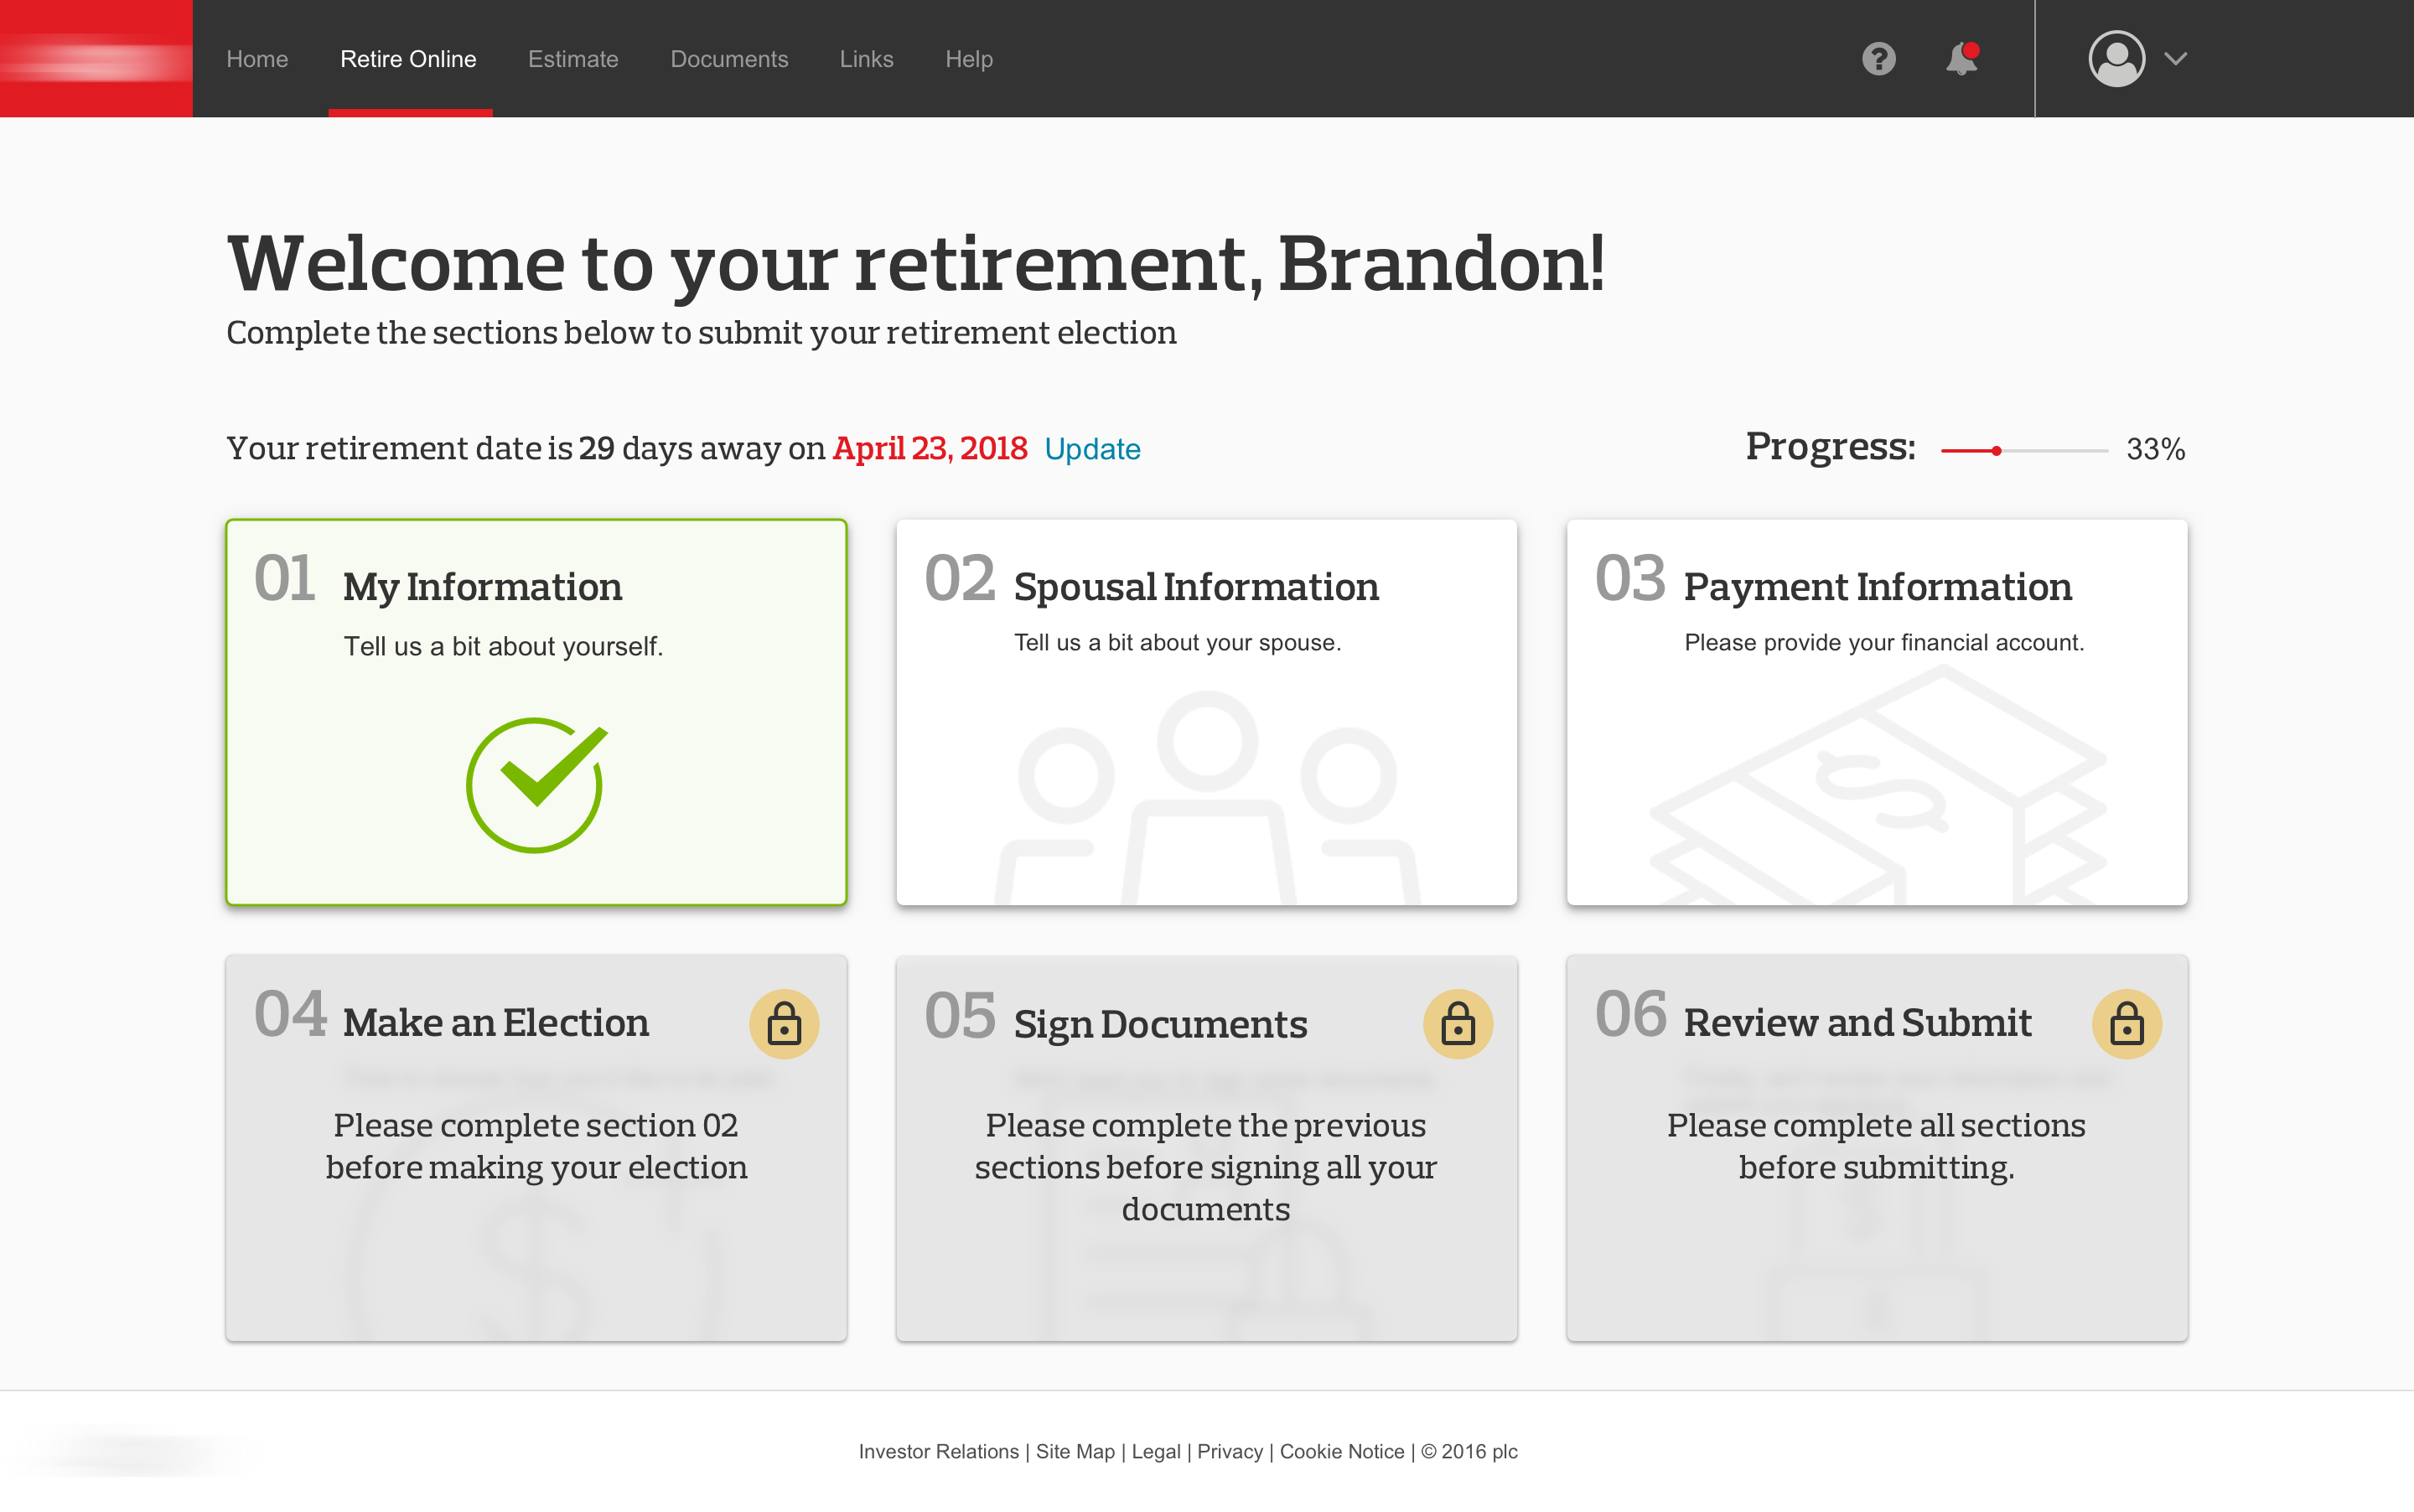 Home Retire Online Estimate Documents Links Help
Welcome to your retirement, Brandon!
Complete the sections below to submit your retirement election
Your retirement date is 29 days away on April 23, 2018 Update
Progress: 33%
01 My Information
Tell us a bit about yourself.
02 Spousal Information
Tell us a bit about your spouse.
03 Payment Information
Please provide your financial account.
04 Make an Election
Please complete section 02
before making your election
05 Sign Documents
Please complete the previous
sections before signing all your
documents
06 Review and Submit
Please complete all sections
before submitting.
Investor Relations | Site Map | Legal | Privacy | Cookie Notice | © 2016 plc